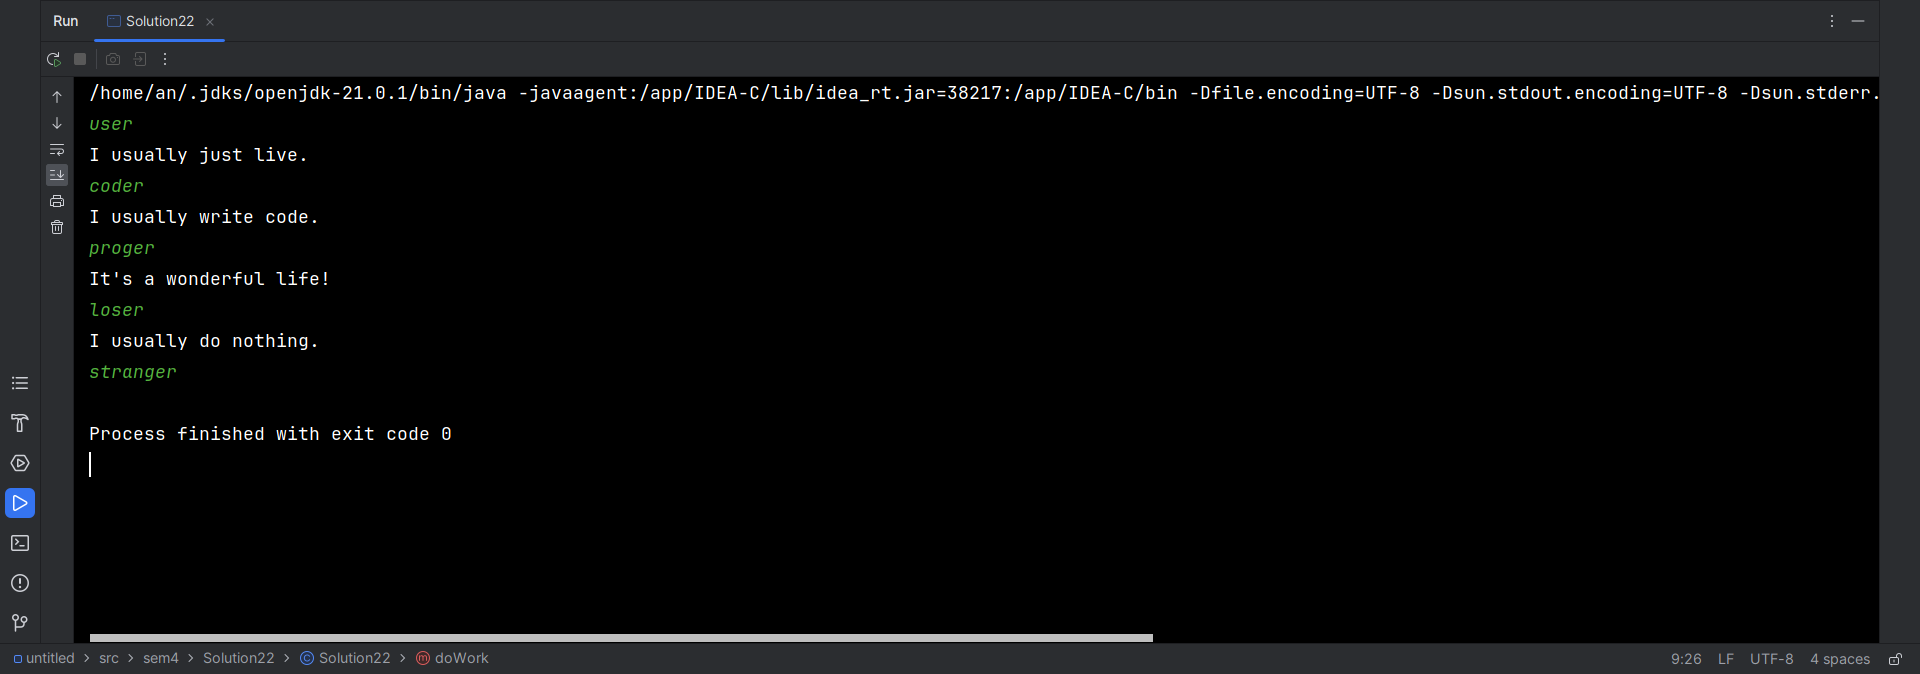 Run Solution22
/home/an/.jdks/openjdk-21.0.1/bin/java -javaagent:/app/IDEA-C/lib/idea_rt.jar=38217:/app/IDEA-C/bin -Dfile.encoding=UTF-8 -Dsun.stdout.encoding=UTF-8 -Dsun.stderr.
user
I usually just live.
coder
I usually write code.
proger
It's a wonderful life!
loser
I usually do nothing.
stranger
Process finished with exit code 0
untitled > src > sem4 > Solution22 > Solution22 > doWork 9:26 LF UTF-8 4 spaces